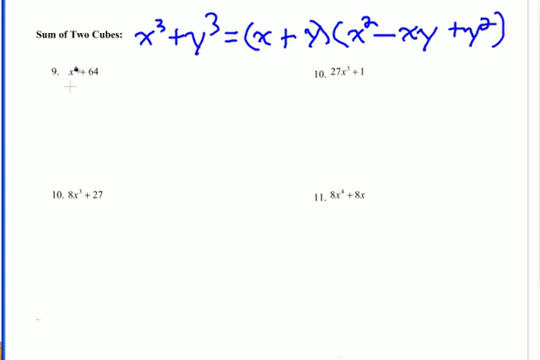 Sum of Two Cubes: x³ + y³ = (x + y)(x² − xy + y²)
9. + 64
10. 27x³ + 1
10. 8x³ + 27
11. 8x⁴ + 8x